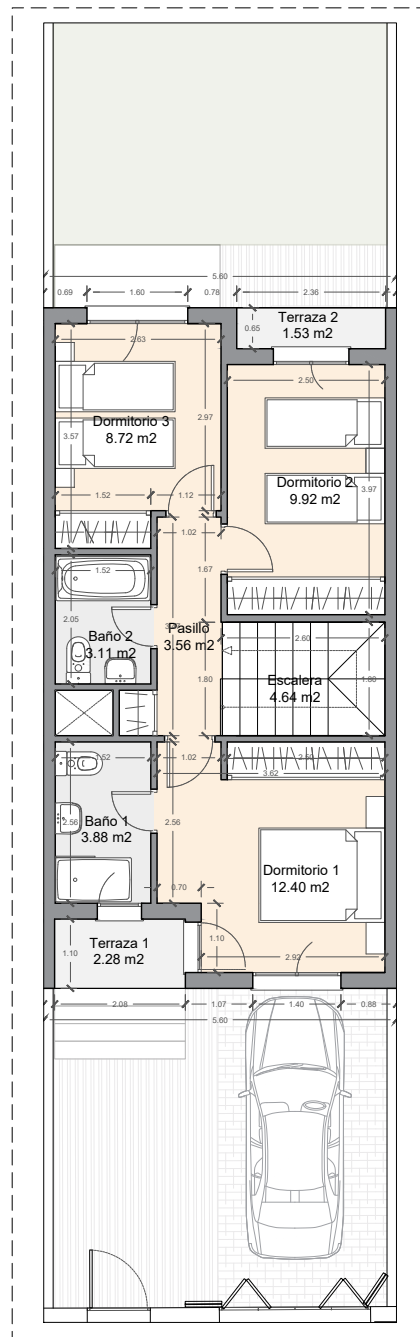 5.60
0.69
1.60
0.78
2.36
Terraza 2
0.65
1.53 m2
2.63
2.50
2.97
Dormitorio 3
3.57
8.72 m2
Dormitorio 2
3.97
9.92 m2
1.52
1.12
1.02
1.52
1.67
2.05
Baño 2
3.11 m2
Pasillo
3.56 m2
2.60
1.80
Escalera
4.64 m2
1.80
1.52
1.02
2.60
3.62
2.56
2.56
Baño 1
3.88 m2
Dormitorio 1
12.40 m2
0.70
1.10
1.10
Terraza 1
2.28 m2
2.92
2.08
1.07
1.40
0.88
5.60